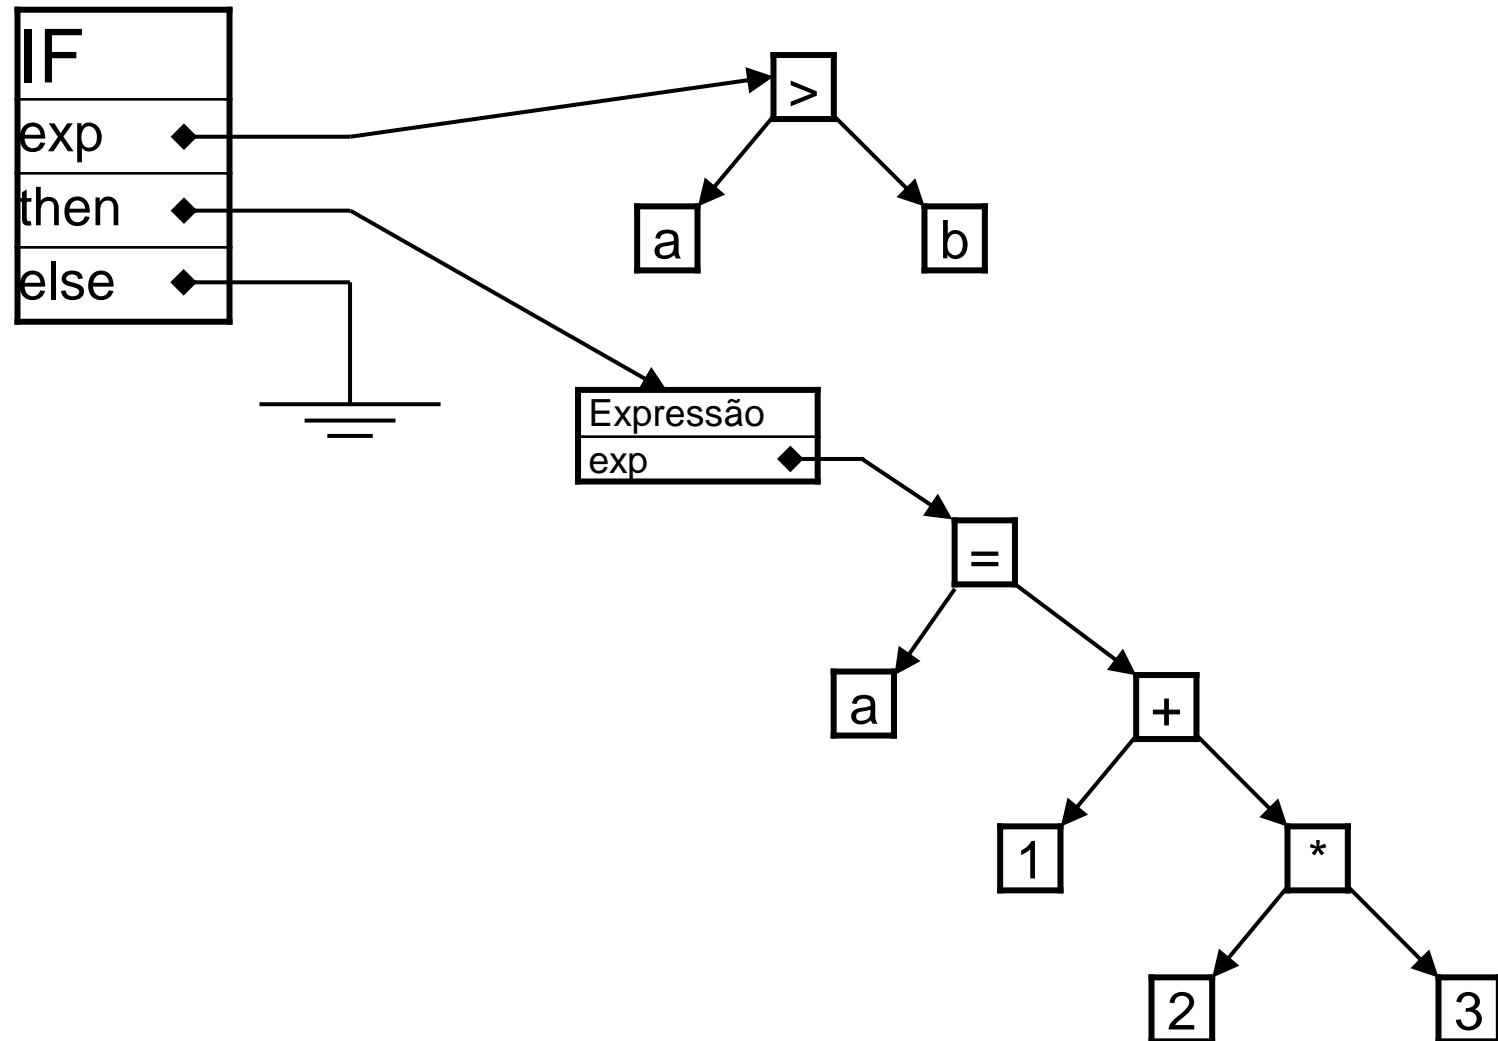 IF
exp
then
else
>
a
b
Expressão
exp
=
a
+
1
*
2
3